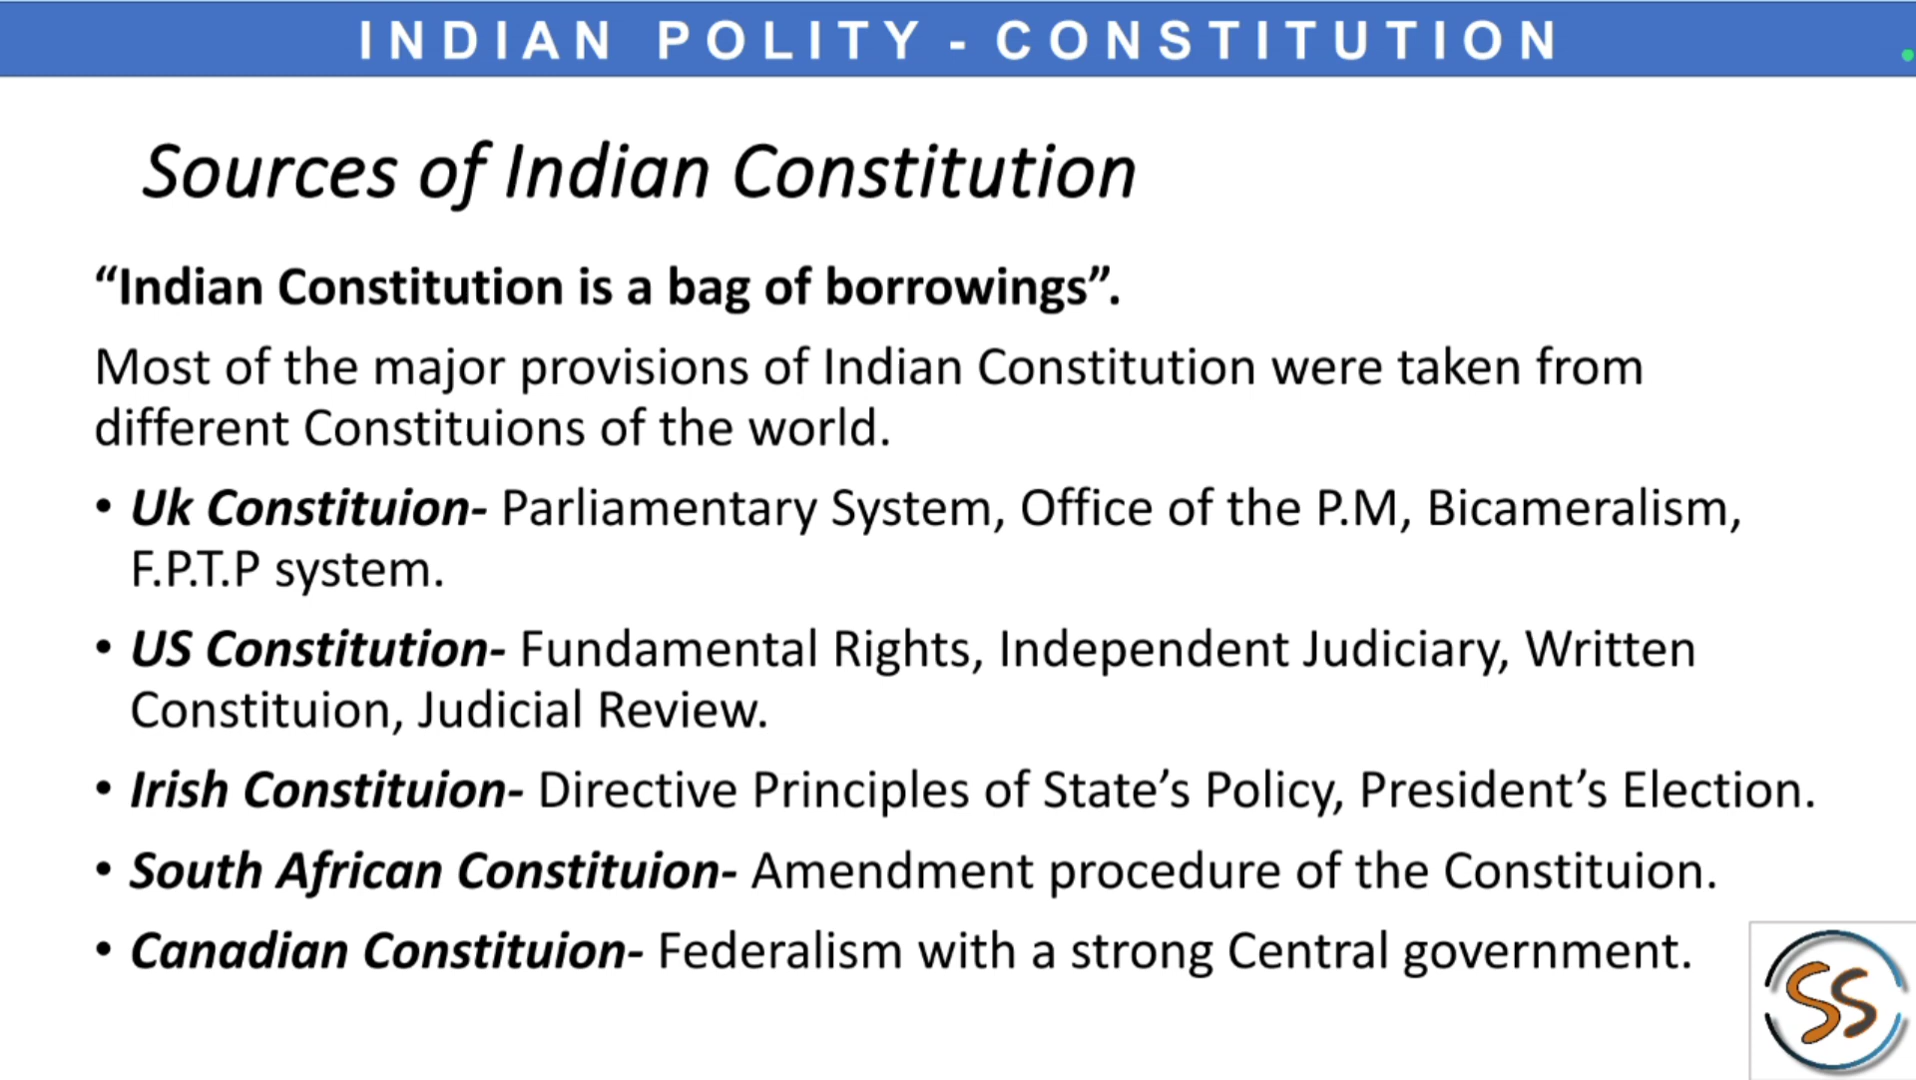 INDIAN POLITY - CONSTITUTION
Sources of Indian Constitution
“Indian Constitution is a bag of borrowings”.
Most of the major provisions of Indian Constitution were taken from
different Constituions of the world.
• Uk Constituion- Parliamentary System, Office of the P.M, Bicameralism,
F.P.T.P system.
• US Constitution- Fundamental Rights, Independent Judiciary, Written
Constituion, Judicial Review.
• Irish Constituion- Directive Principles of State’s Policy, President’s Election.
• South African Constituion- Amendment procedure of the Constituion.
• Canadian Constituion- Federalism with a strong Central government.
SS